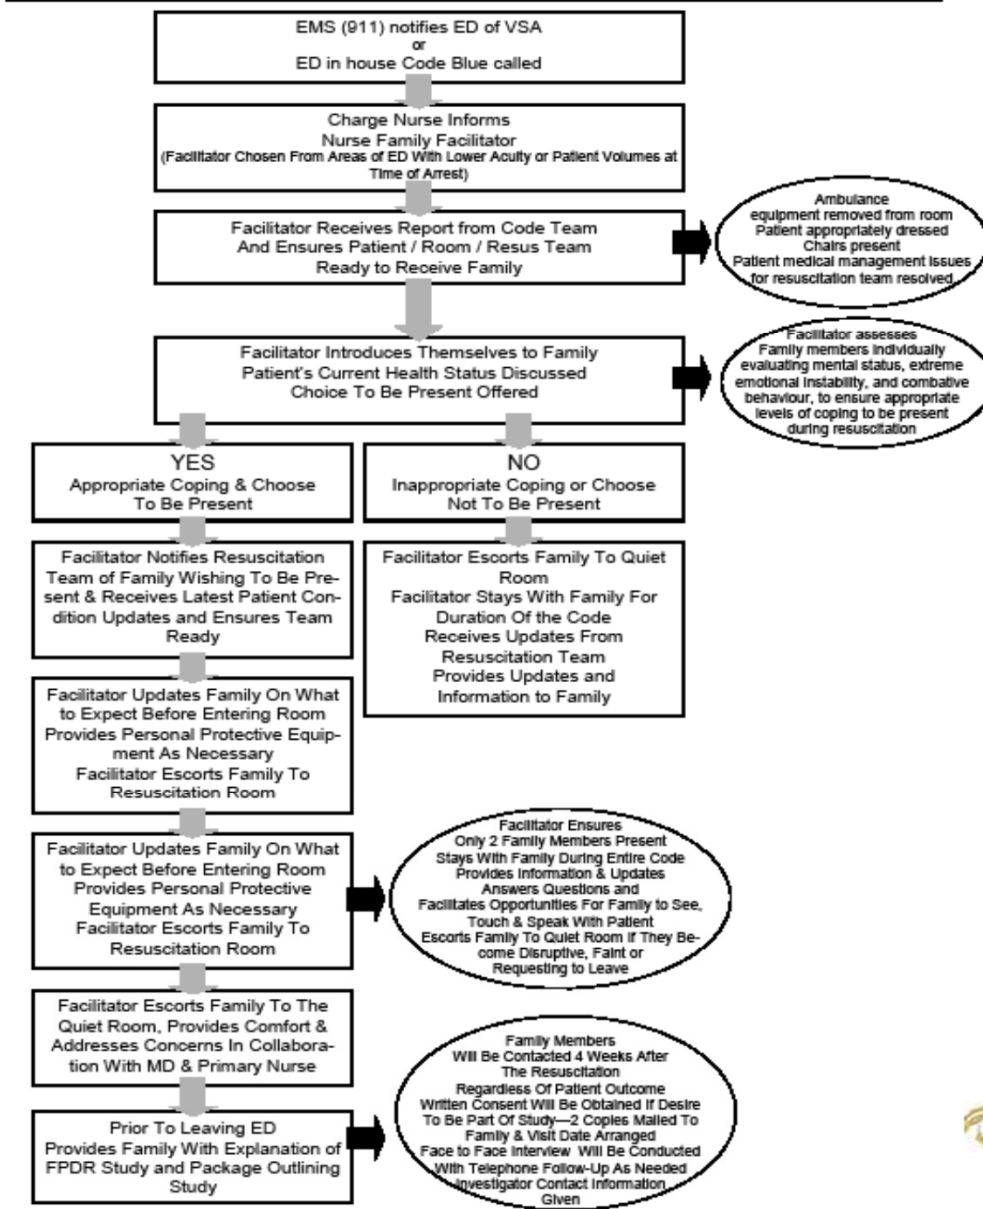 EMS (911) notifies ED of VSA
or
ED in house Code Blue called
Charge Nurse Informs
Nurse Family Facilitator
(Facilitator Chosen From Areas of ED With Lower Acuity or Patient Volumes at
Time of Arrest)
Facilitator Receives Report from Code Team
And Ensures Patient / Room / Resus Team
Ready to Receive Family
Ambulance
equipment removed from room
Patient appropriately dressed
Chairs present
Patient medical management issues
for resuscitation team resolved
Facilitator Introduces Themselves to Family
Patient's Current Health Status Discussed
Choice To Be Present Offered
Facilitator assesses
Family members individually
evaluating mental status, extreme
emotional instability, and combative
behaviour, to ensure appropriate
levels of coping to be present
during resuscitation
YES
Appropriate Coping & Choose
To Be Present
NO
Inappropriate Coping or Choose
Not To Be Present
Facilitator Notifies Resuscitation
Team of Family Wishing To Be Pre-
sent & Receives Latest Patient Con-
dition Updates and Ensures Team
Ready
Facilitator Escorts Family To Quiet
Room
Facilitator Stays With Family For
Duration Of the Code
Receives Updates From
Resuscitation Team
Provides Updates and
Information to Family
Facilitator Updates Family On What
to Expect Before Entering Room
Provides Personal Protective Equip-
ment As Necessary
Facilitator Escorts Family To
Resuscitation Room
Facilitator Updates Family On What
to Expect Before Entering Room
Provides Personal Protective
Equipment As Necessary
Facilitator Escorts Family To
Resuscitation Room
Facilitator Ensures
Only 2 Family Members Present
Stays With Family During Entire Code
Provides Information & Updates
Answers Questions and
Facilitates Opportunities For Family to See,
Touch & Speak With Patient
Escorts Family To Quiet Room If They Be-
come Disruptive, Faint or
Requesting to Leave
Facilitator Escorts Family To The
Quiet Room, Provides Comfort &
Addresses Concerns In Collabora-
tion With MD & Primary Nurse
Prior To Leaving ED
Provides Family With Explanation of
FPDR Study and Package Outlining
Study
Family Members
Will Be Contacted 4 Weeks After
The Resuscitation
Regardless Of Patient Outcome
Written Consent Will Be Obtained If Desire
To Be Part Of Study—2 Copies Mailed To
Family & Visit Date Arranged
Face to Face Interview Will Be Conducted
With Telephone Follow-Up As Needed
Investigator Contact Information
Given